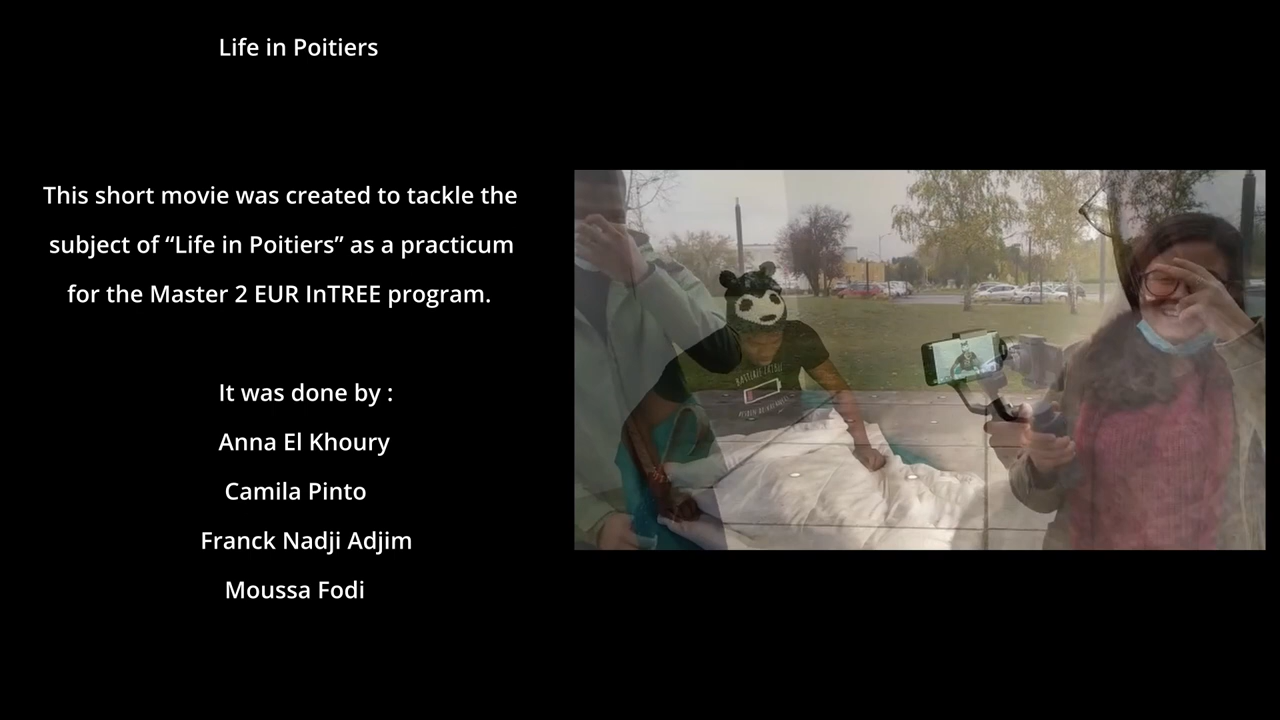 Life in Poitiers
This short movie was created to tackle the
subject of “Life in Poitiers” as a practicum
for the Master 2 EUR InTREE program.
It was done by :
Anna El Khoury
Camila Pinto
Franck Nadji Adjim
Moussa Fodi